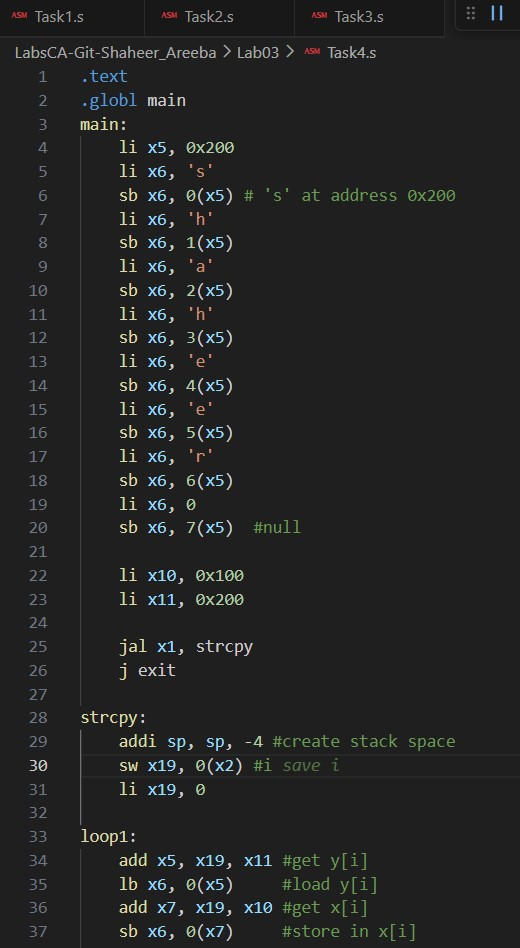 ASM Task1.s ASM Task2.s ASM Task3.s
LabsCA-Git-Shaheer_Areeba > Lab03 > ASM Task4.s
1 .text
2 .globl main
3 main:
4 li x5, 0x200
5 li x6, 's'
6 sb x6, 0(x5) # 's' at address 0x200
7 li x6, 'h'
8 sb x6, 1(x5)
9 li x6, 'a'
10 sb x6, 2(x5)
11 li x6, 'h'
12 sb x6, 3(x5)
13 li x6, 'e'
14 sb x6, 4(x5)
15 li x6, 'e'
16 sb x6, 5(x5)
17 li x6, 'r'
18 sb x6, 6(x5)
19 li x6, 0
20 sb x6, 7(x5) #null
21
22 li x10, 0x100
23 li x11, 0x200
24
25 jal x1, strcpy
26 j exit
27
28 strcpy:
29 addi sp, sp, -4 #create stack space
30 sw x19, 0(x2) #i save i
31 li x19, 0
32
33 loop1:
34 add x5, x19, x11 #get y[i]
35 lb x6, 0(x5) #load y[i]
36 add x7, x19, x10 #get x[i]
37 sb x6, 0(x7) #store in x[i]